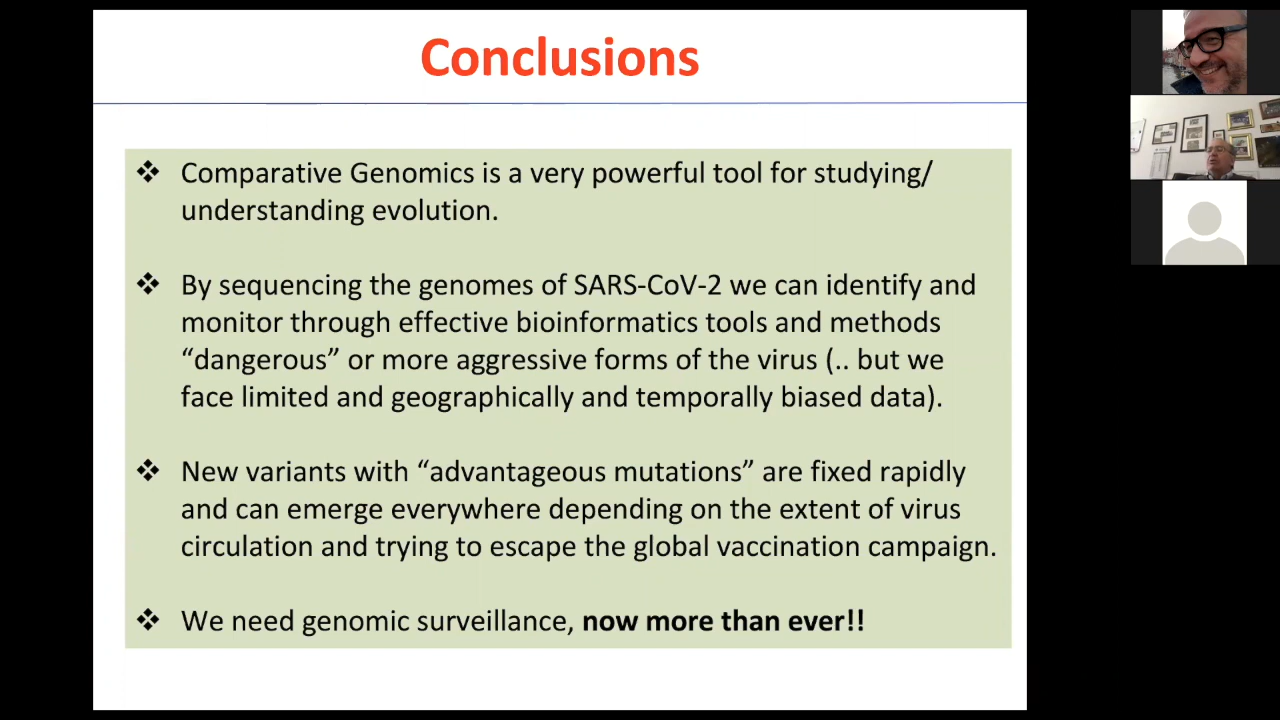 Conclusions
❖ Comparative Genomics is a very powerful tool for studying/
understanding evolution.
❖ By sequencing the genomes of SARS-CoV-2 we can identify and
monitor through effective bioinformatics tools and methods
“dangerous” or more aggressive forms of the virus (.. but we
face limited and geographically and temporally biased data).
❖ New variants with “advantageous mutations” are fixed rapidly
and can emerge everywhere depending on the extent of virus
circulation and trying to escape the global vaccination campaign.
❖ We need genomic surveillance, now more than ever!!